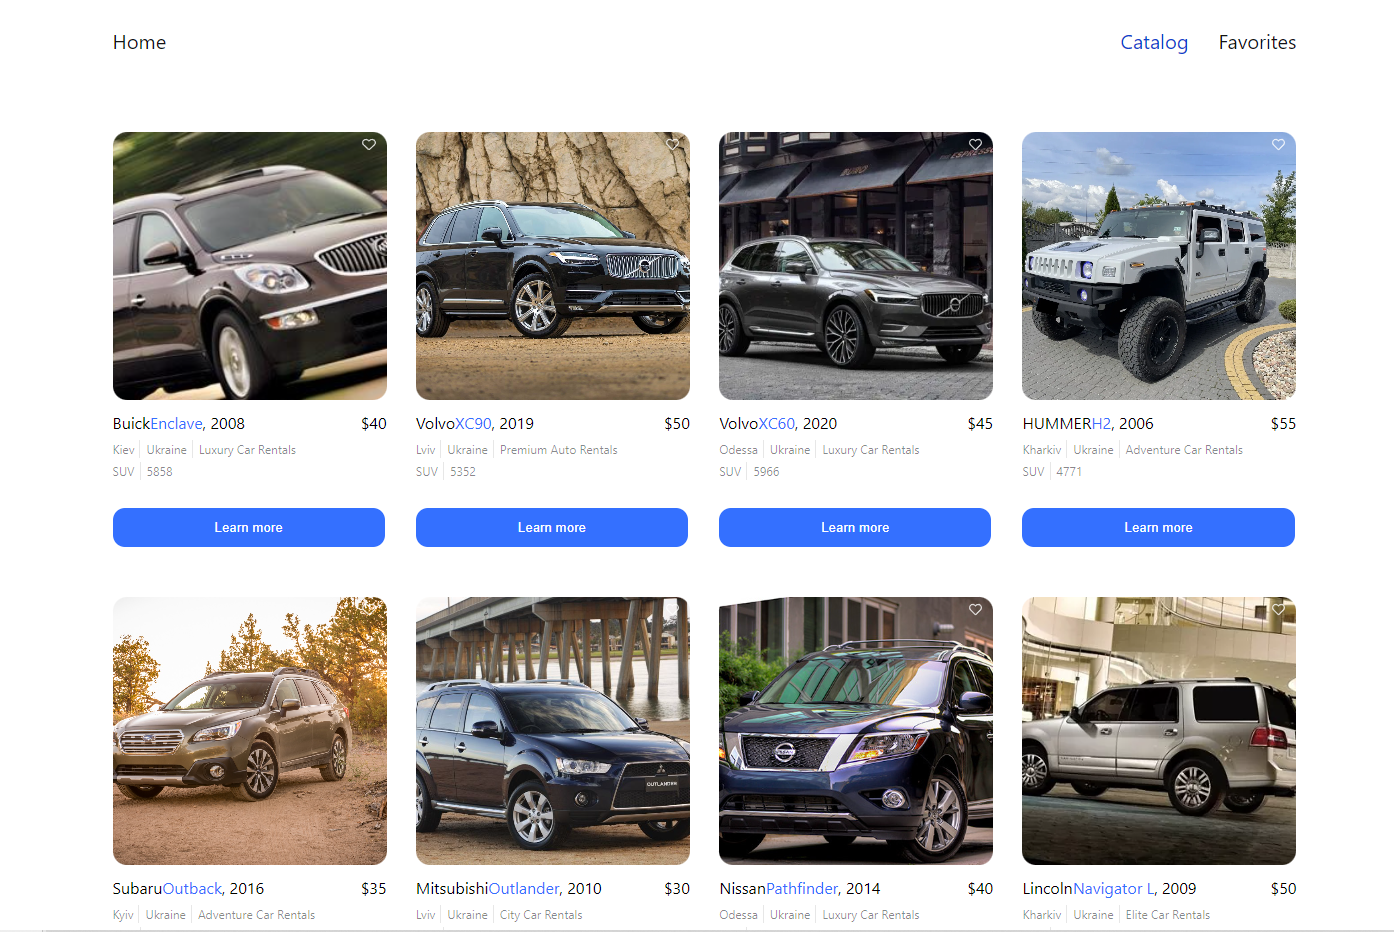 Home Catalog Favorites
BuickEnclave, 2008 $40
Kiev Ukraine Luxury Car Rentals
SUV 5858
Learn more
VolvoXC90, 2019 $50
Lviv Ukraine Premium Auto Rentals
SUV 5352
Learn more
VolvoXC60, 2020 $45
Odessa Ukraine Luxury Car Rentals
SUV 5966
Learn more
HUMMERH2, 2006 $55
Kharkiv Ukraine Adventure Car Rentals
SUV 4771
Learn more
SubaruOutback, 2016 $35
Kyiv Ukraine Adventure Car Rentals
OUTLANDER
MitsubishiOutlander, 2010 $30
Lviv Ukraine City Car Rentals
NISSAN
NissanPathfinder, 2014 $40
Odessa Ukraine Luxury Car Rentals
LincolnNavigator L, 2009 $50
Kharkiv Ukraine Elite Car Rentals